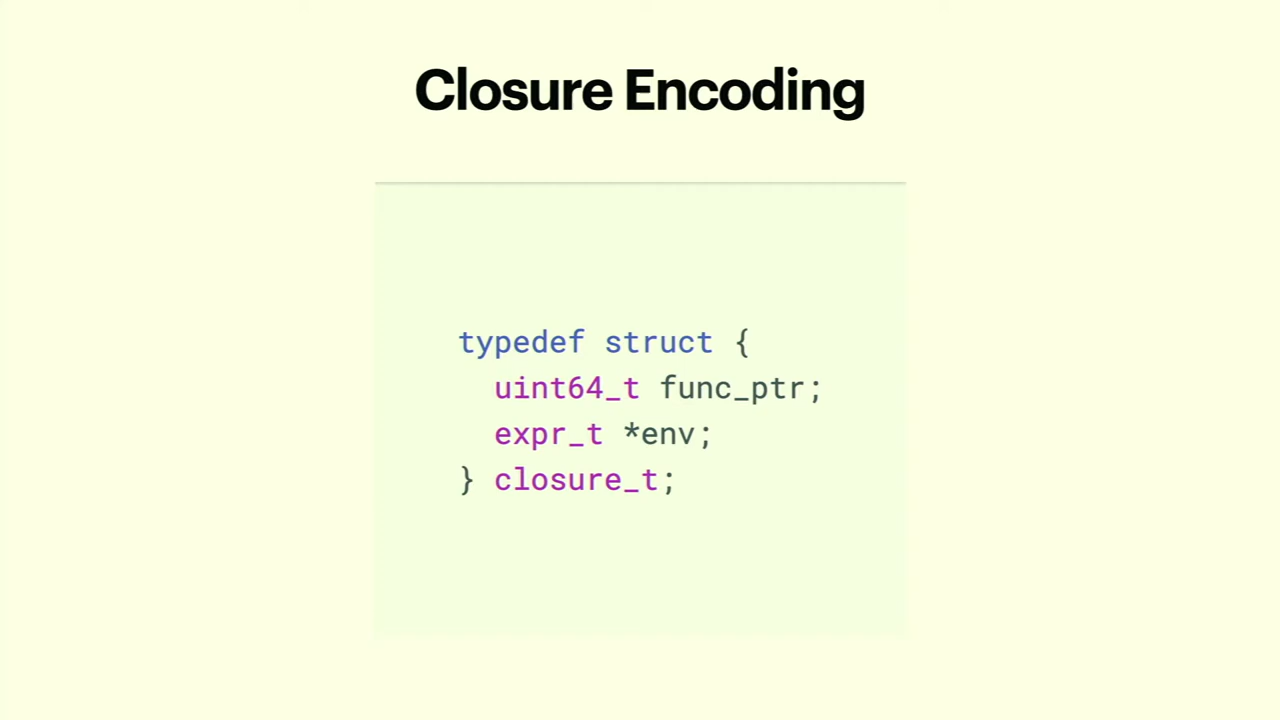 Closure Encoding
typedef struct {
  uint64_t func_ptr;
  expr_t *env;
} closure_t;